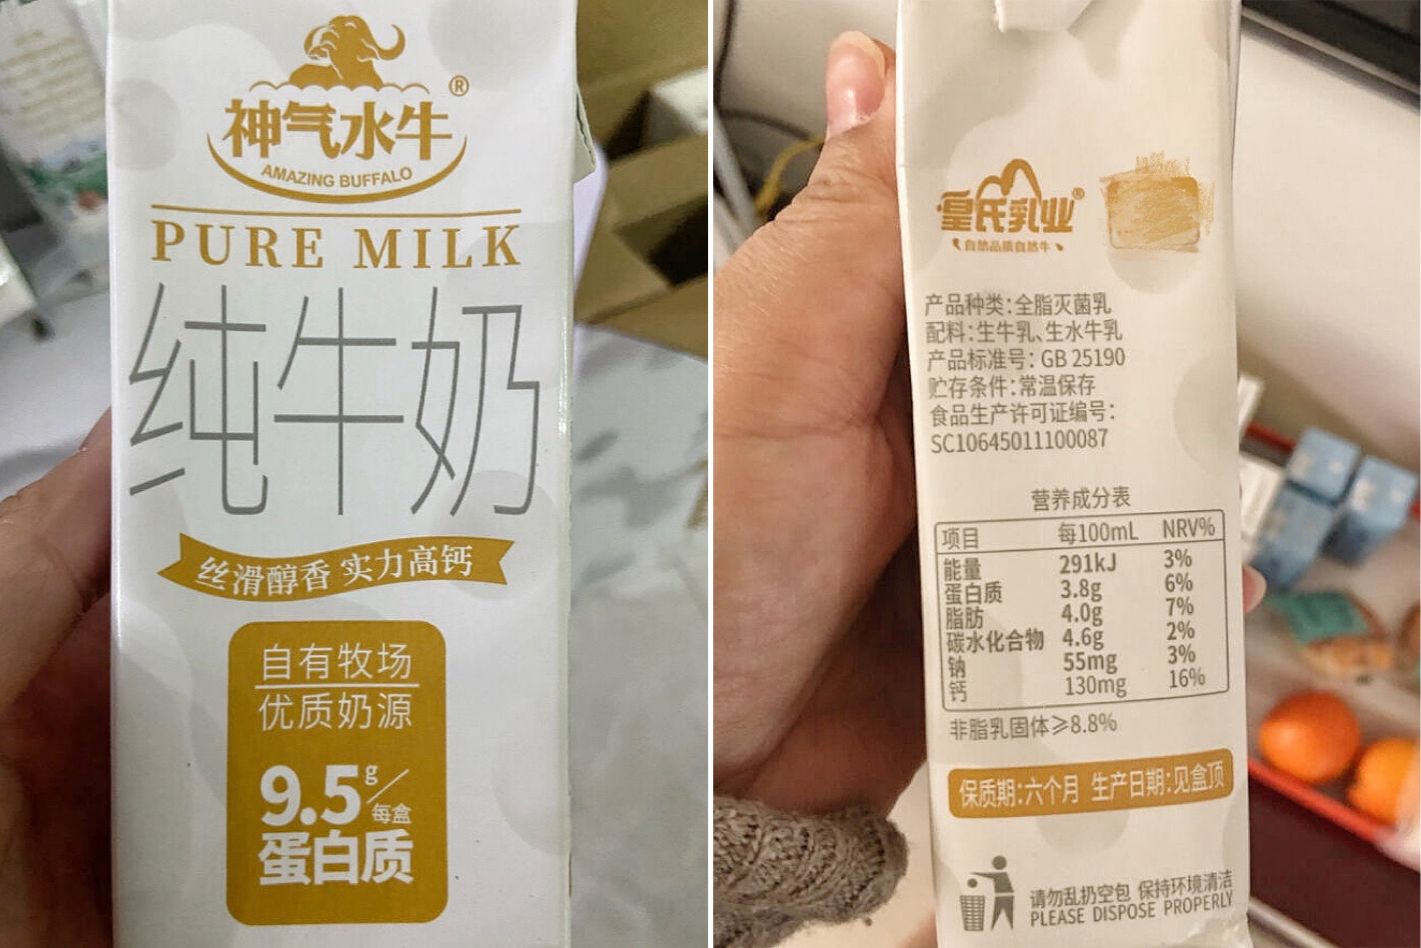 神气水牛®
AMAZING BUFFALO
PURE MILK
纯牛奶
丝滑醇香 实力高钙
自有牧场
优质奶源
9.5g/每盒
蛋白质
皇氏乳业®
自然品质自然牛
产品种类：全脂灭菌乳
配料：生牛乳、生水牛乳
产品标准号：GB 25190
贮存条件：常温保存
食品生产许可证编号：
SC10645011100087
营养成分表
项目 每100mL NRV%
能量 291kJ 3%
蛋白质 3.8g 6%
脂肪 4.0g 7%
碳水化合物 4.6g 2%
钠 55mg 3%
钙 130mg 16%
非脂乳固体≥8.8%
保质期：六个月 生产日期：见盒顶
请勿乱扔空包 保持环境清洁
PLEASE DISPOSE PROPERLY